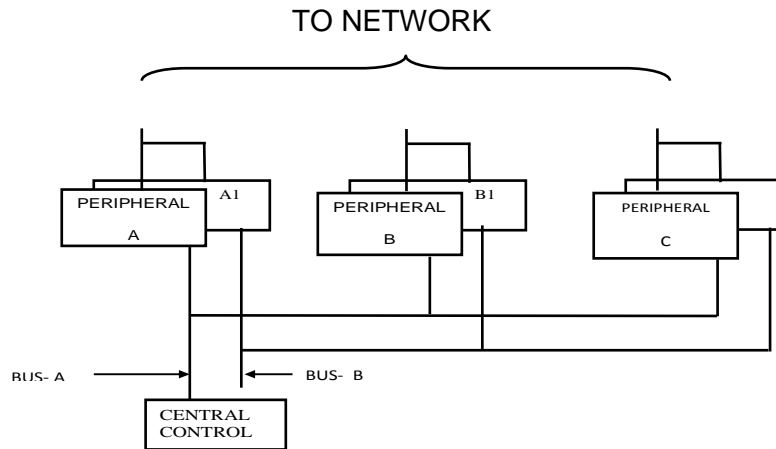 TO NETWORK
A1
PERIPHERAL
A
B1
PERIPHERAL
B
PERIPHERAL
C
BUS- A
BUS- B
CENTRAL
CONTROL